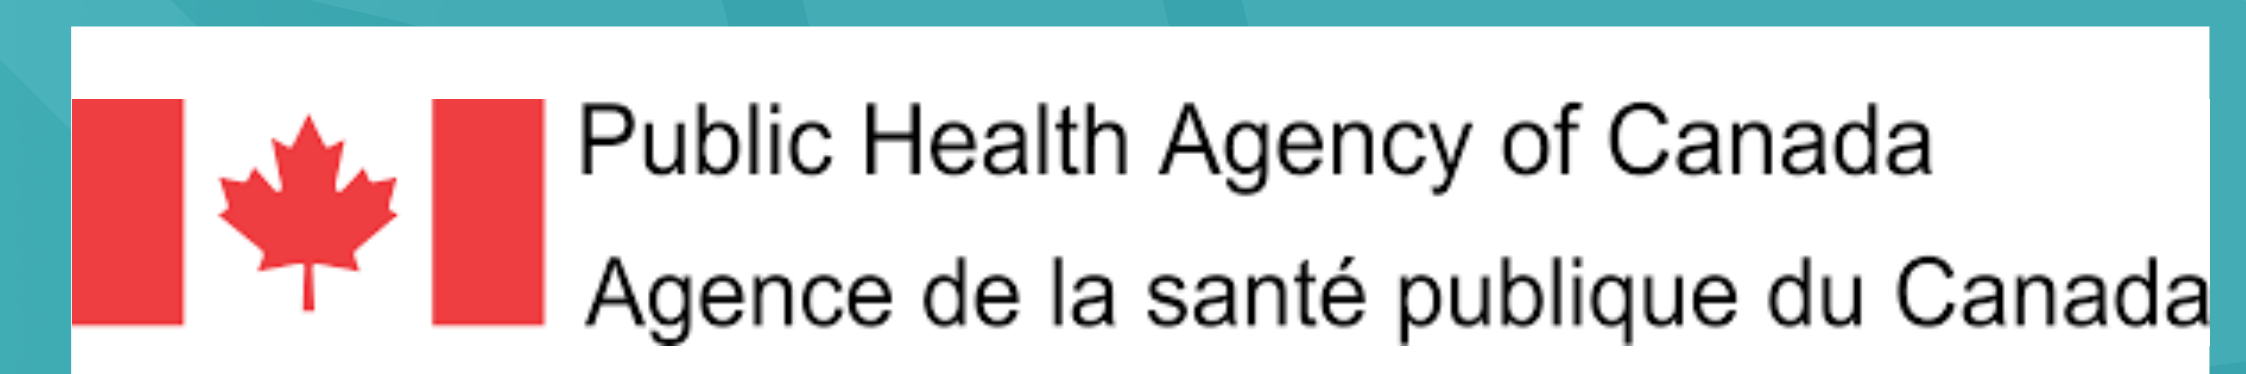 Public Health Agency of Canada
Agence de la santé publique du Canada